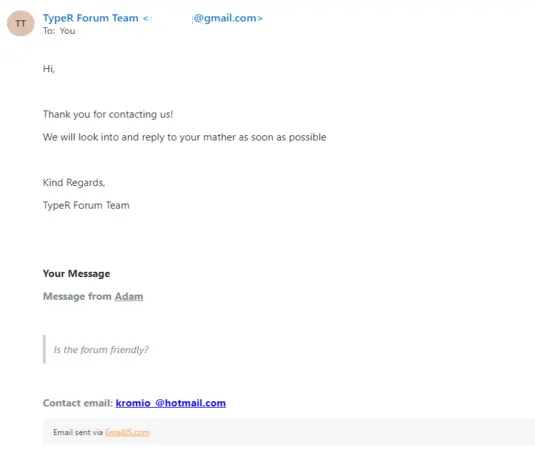 TT
TypeR Forum Team < @gmail.com>
To: You
Hi,
Thank you for contacting us!
We will look into and reply to your mather as soon as possible
Kind Regards,
TypeR Forum Team
Your Message
Message from Adam
Is the forum friendly?
Contact email: kromio_@hotmail.com
Email sent via EmailJS.com